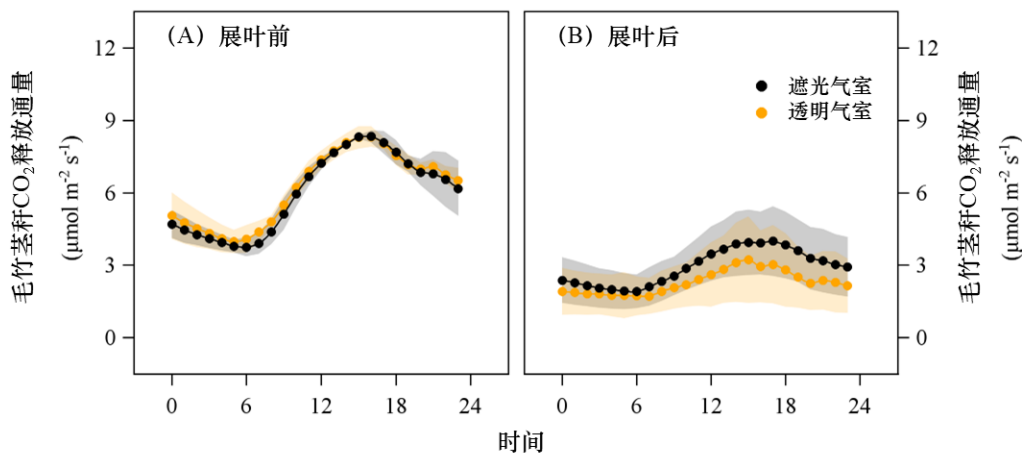 (A) 展叶前
(B) 展叶后
遮光气室
透明气室
12
9
6
3
0
12
9
6
3
0
毛竹茎秆CO₂释放通量
(μmol m⁻² s⁻¹)
毛竹茎秆CO₂释放通量
(μmol m⁻² s⁻¹)
0 6 12 18 24
0 6 12 18 24
时间